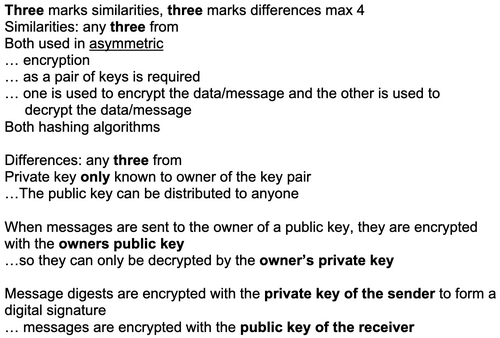 Three marks similarities, three marks differences max 4
Similarities: any three from
Both used in asymmetric
… encryption
… as a pair of keys is required
… one is used to encrypt the data/message and the other is used to
decrypt the data/message
Both hashing algorithms
Differences: any three from
Private key only known to owner of the key pair
…The public key can be distributed to anyone
When messages are sent to the owner of a public key, they are encrypted
with the owners public key
…so they can only be decrypted by the owner’s private key
Message digests are encrypted with the private key of the sender to form a
digital signature
… messages are encrypted with the public key of the receiver